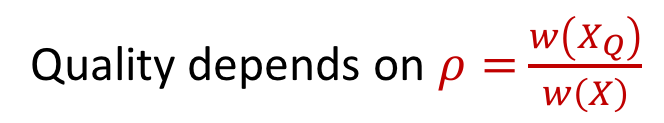 Quality depends on ρ = w(X_Q) / w(X)